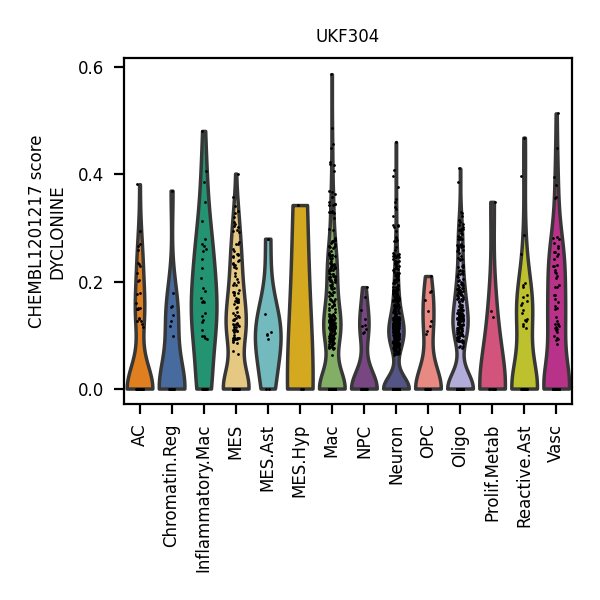 UKF304
CHEMBL1201217 score
DYCLONINE
0.6
0.4
0.2
0.0
AC
Chromatin.Reg
Inflammatory.Mac
MES
MES.Ast
MES.Hyp
Mac
NPC
Neuron
OPC
Oligo
Prolif.Metab
Reactive.Ast
Vasc